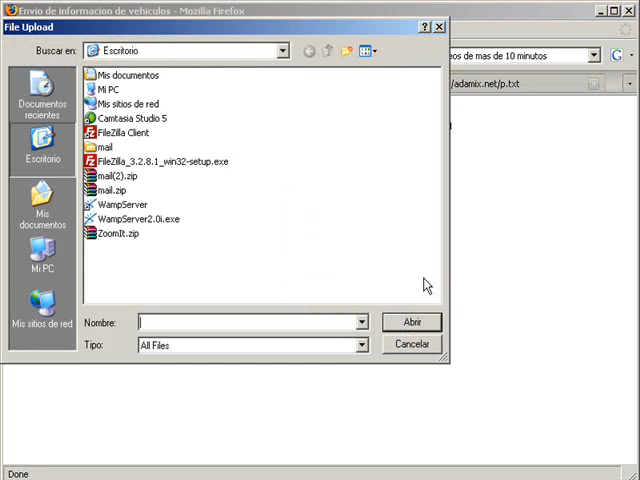 Envio de informacion de vehiculos - Mozilla Firefox
File Upload
Buscar en:
Escritorio
eos de mas de 10 minutos
G
/adamix.net/p.txt
Documentos
recientes
Escritorio
Mis
documentos
Mi PC
Mis sitios de red
Mis documentos
Mi PC
Mis sitios de red
Camtasia Studio 5
FileZilla Client
mail
FileZilla_3.2.8.1_win32-setup.exe
mail(2).zip
mail.zip
WampServer
WampServer2.0i.exe
ZoomIt.zip
Nombre:
Abrir
Tipo:
All Files
Cancelar
Done